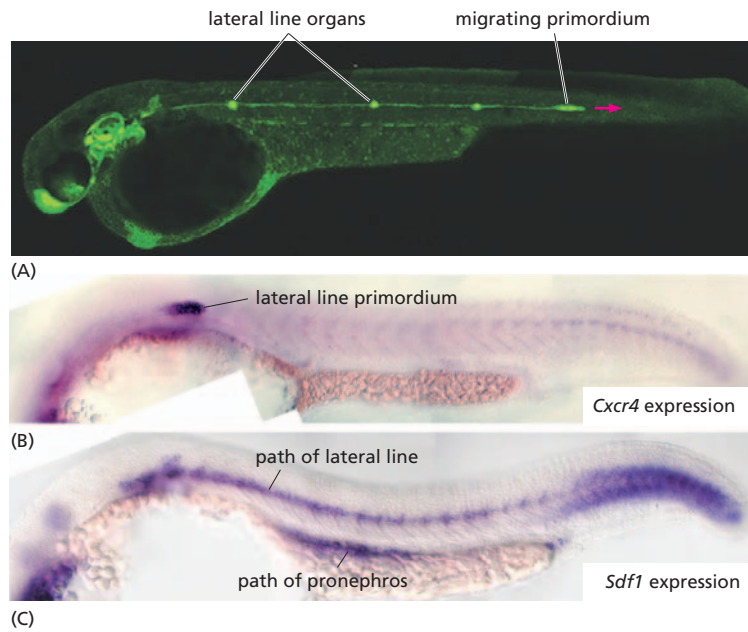 lateral line organs
migrating primordium
(A)
lateral line primordium
Cxcr4 expression
(B)
path of lateral line
path of pronephros
Sdf1 expression
(C)